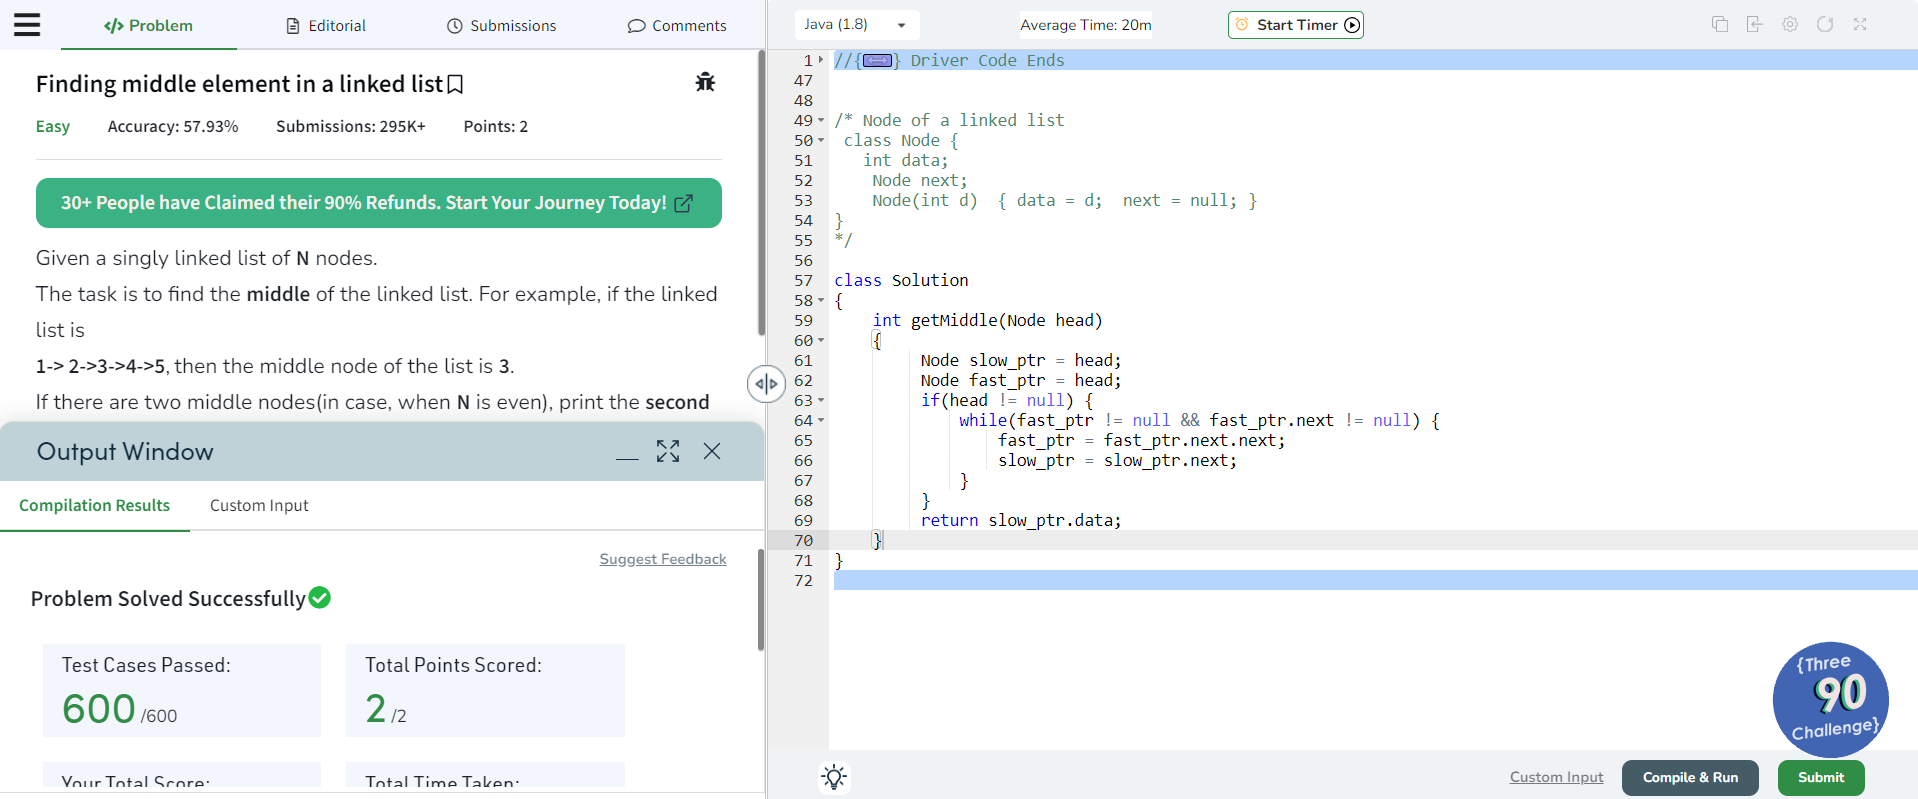 Problem
Editorial
Submissions
Comments
Finding middle element in a linked list
Easy Accuracy: 57.93% Submissions: 295K+ Points: 2
30+ People have Claimed their 90% Refunds. Start Your Journey Today!
Given a singly linked list of N nodes.
The task is to find the middle of the linked list. For example, if the linked
list is
1-> 2->3->4->5, then the middle node of the list is 3.
If there are two middle nodes(in case, when N is even), print the second
Output Window
Compilation Results
Custom Input
Suggest Feedback
Problem Solved Successfully
Test Cases Passed:
600 /600
Total Points Scored:
2 /2
Your Total Score:
Total Time Taken:
Java (1.8)
Average Time: 20m
Start Timer
1 //{} Driver Code Ends
47
48
49 /* Node of a linked list
50 class Node {
51 int data;
52 Node next;
53 Node(int d)  { data = d;  next = null; }
54 }
55 */
56
57 class Solution
58 {
59 int getMiddle(Node head)
60 {
61 Node slow_ptr = head;
62 Node fast_ptr = head;
63 if(head != null) {
64 while(fast_ptr != null && fast_ptr.next != null) {
65 fast_ptr = fast_ptr.next.next;
66 slow_ptr = slow_ptr.next;
67 }
68 }
69 return slow_ptr.data;
70 }
71 }
72
{Three
90
Challenge}
Custom Input
Compile & Run
Submit